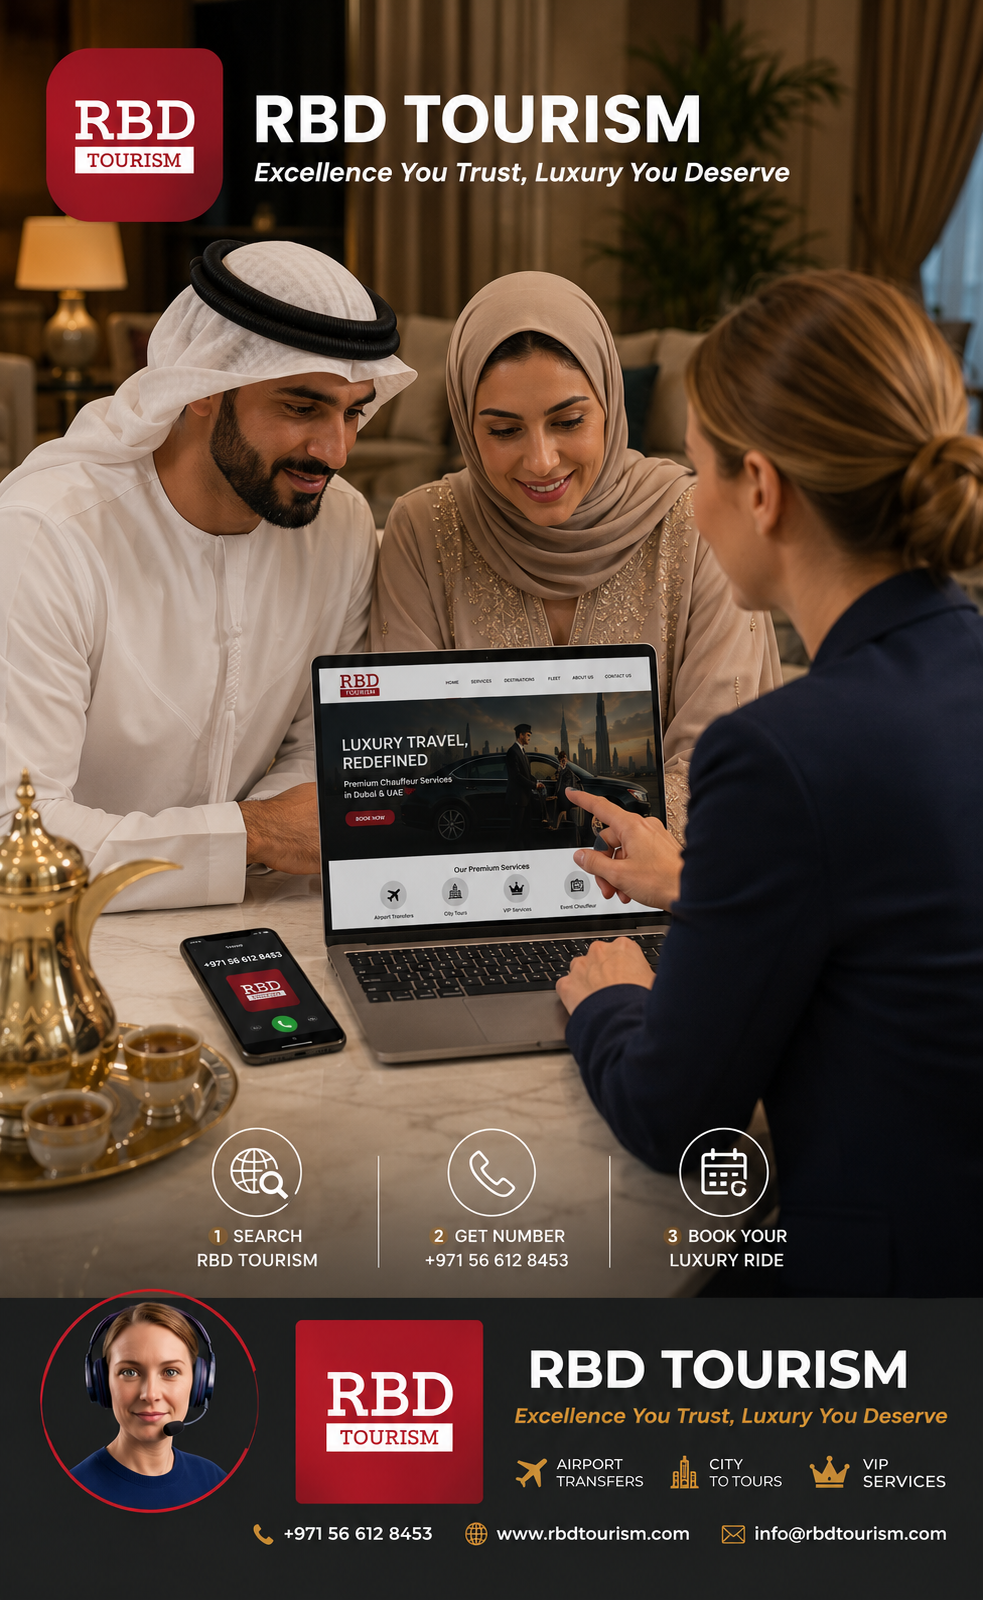 RBD
TOURISM
RBD TOURISM
Excellence You Trust, Luxury You Deserve
RBD
TOURISM
HOME SERVICES DESTINATIONS FLEET ABOUT US CONTACT US
LUXURY TRAVEL,
REDEFINED
Premium Chauffeur Services
in Dubai & UAE
BOOK NOW
Our Premium Services
Airport Transfers City Tours VIP Services Event Chauffeur
+971 56 612 8453
RBD
1 SEARCH
RBD TOURISM
2 GET NUMBER
+971 56 612 8453
3 BOOK YOUR
LUXURY RIDE
RBD
TOURISM
RBD TOURISM
Excellence You Trust, Luxury You Deserve
AIRPORT
TRANSFERS
CITY
TO TOURS
VIP
SERVICES
+971 56 612 8453
www.rbdtourism.com
info@rbdtourism.com